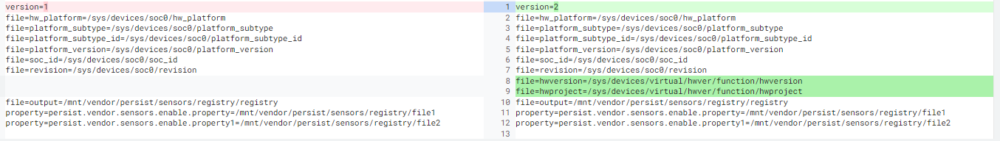 version=1
file=hw_platform=/sys/devices/soc0/hw_platform
file=platform_subtype=/sys/devices/soc0/platform_subtype
file=platform_subtype_id=/sys/devices/soc0/platform_subtype_id
file=platform_version=/sys/devices/soc0/platform_version
file=soc_id=/sys/devices/soc0/soc_id
file=revision=/sys/devices/soc0/revision
file=output=/mnt/vendor/persist/sensors/registry/registry
property=persist.vendor.sensors.enable.property=/mnt/vendor/persist/sensors/registry/file1
property=persist.vendor.sensors.enable.property1=/mnt/vendor/persist/sensors/registry/file2
1 version=2
2 file=hw_platform=/sys/devices/soc0/hw_platform
3 file=platform_subtype=/sys/devices/soc0/platform_subtype
4 file=platform_subtype_id=/sys/devices/soc0/platform_subtype_id
5 file=platform_version=/sys/devices/soc0/platform_version
6 file=soc_id=/sys/devices/soc0/soc_id
7 file=revision=/sys/devices/soc0/revision
8 file=hwversion=/sys/devices/virtual/hwver/function/hwversion
9 file=hwproject=/sys/devices/virtual/hwver/function/hwproject
10 file=output=/mnt/vendor/persist/sensors/registry/registry
11 property=persist.vendor.sensors.enable.property=/mnt/vendor/persist/sensors/registry/file1
12 property=persist.vendor.sensors.enable.property1=/mnt/vendor/persist/sensors/registry/file2
13